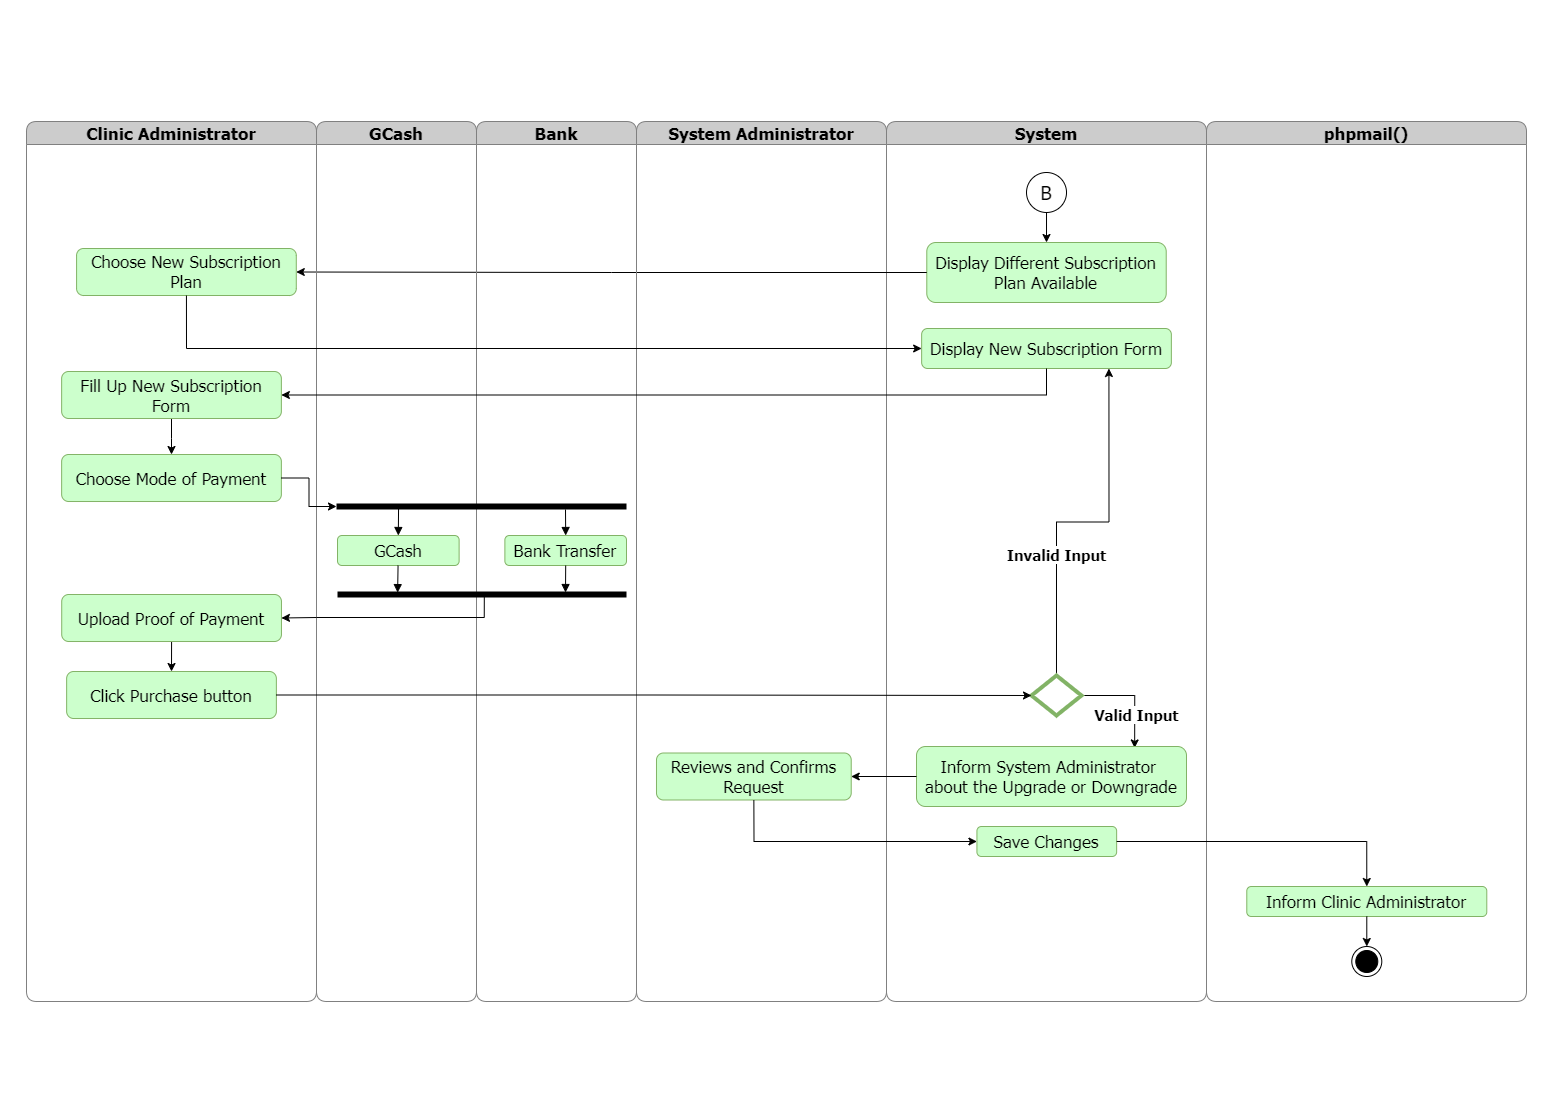 Clinic Administrator
GCash
Bank
System Administrator
System
phpmail()
B
Display Different Subscription
Plan Available
Choose New Subscription
Plan
Display New Subscription Form
Fill Up New Subscription
Form
Choose Mode of Payment
GCash
Bank Transfer
Invalid Input
Upload Proof of Payment
Click Purchase button
Valid Input
Inform System Administrator
about the Upgrade or Downgrade
Reviews and Confirms
Request
Save Changes
Inform Clinic Administrator